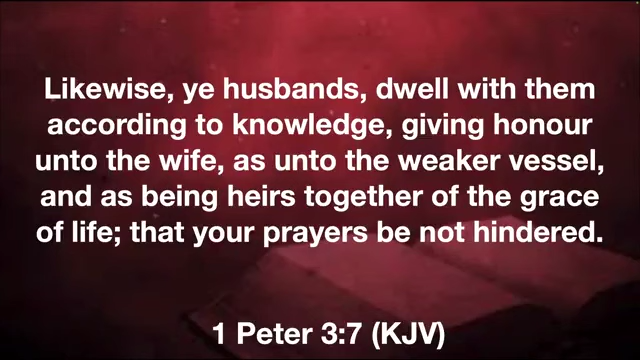 Likewise, ye husbands, dwell with them
according to knowledge, giving honour
unto the wife, as unto the weaker vessel,
and as being heirs together of the grace
of life; that your prayers be not hindered.
1 Peter 3:7 (KJV)